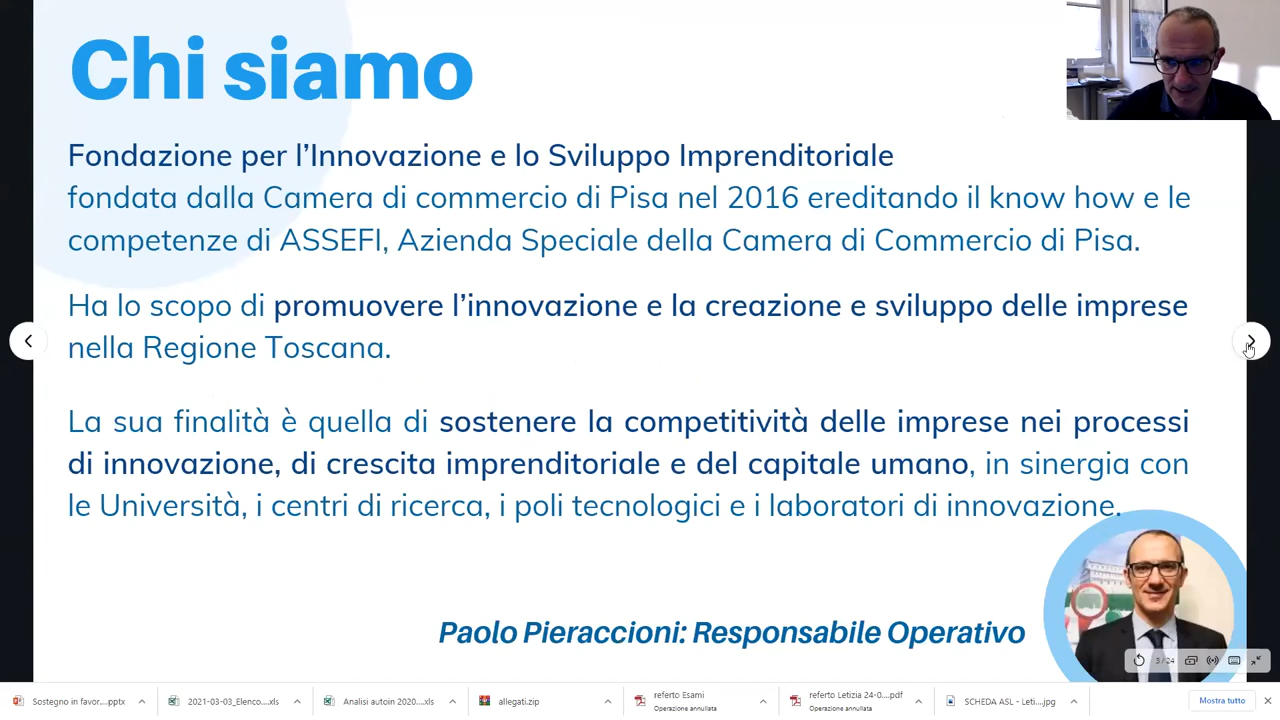 Chi siamo
Fondazione per l'Innovazione e lo Sviluppo Imprenditoriale
fondata dalla Camera di commercio di Pisa nel 2016 ereditando il know how e le
competenze di ASSEFI, Azienda Speciale della Camera di Commercio di Pisa.
Ha lo scopo di promuovere l'innovazione e la creazione e sviluppo delle imprese
nella Regione Toscana.
La sua finalità è quella di sostenere la competitività delle imprese nei processi
di innovazione, di crescita imprenditoriale e del capitale umano, in sinergia con
le Università, i centri di ricerca, i poli tecnologici e i laboratori di innovazione.
Paolo Pieraccioni: Responsabile Operativo
3 / 24
Sostegno in favor....pptx
2021-03-03_Elenco....xls
Analisi autoin 2020....xls
allegati.zip
referto Esami
Operazione annullata
referto Letizia 24-0....pdf
Operazione annullata
SCHEDA ASL - Leti....jpg
Mostra tutto